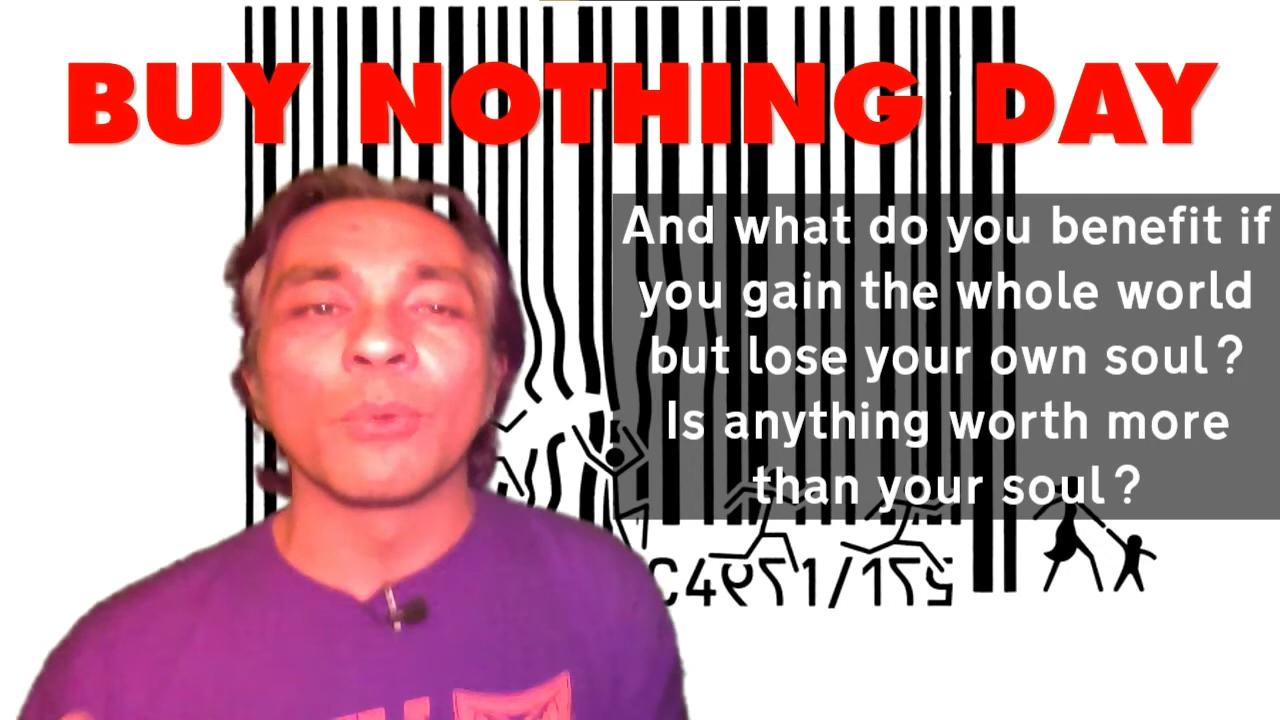 BUY NOTHING DAY
And what do you benefit if
you gain the whole world
but lose your own soul?
Is anything worth more
than your soul?